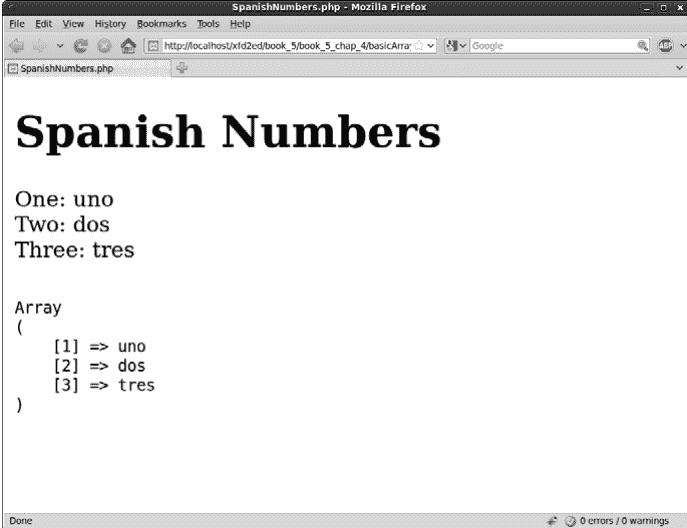 SpanishNumbers.php - Mozilla Firefox
File Edit View History Bookmarks Tools Help
http://localhost/xfd2ed/book_5/book_5_chap_4/basicArray
Google
ABP
SpanishNumbers.php
Spanish Numbers
One: uno
Two: dos
Three: tres
Array
(
[1] => uno
[2] => dos
[3] => tres
)
Done
0 errors / 0 warnings